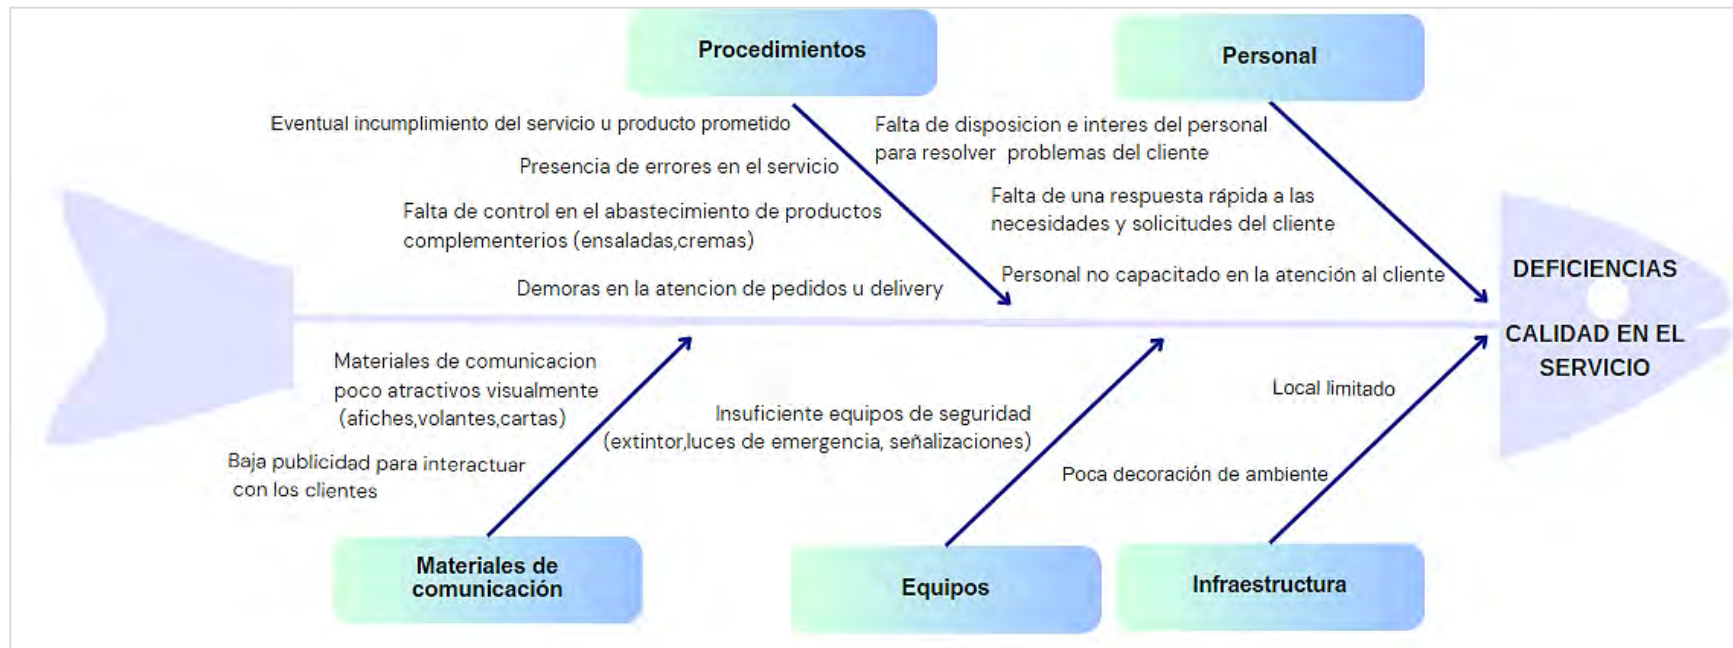 Procedimientos
Personal
Eventual incumplimiento del servicio u producto prometido
Presencia de errores en el servicio
Falta de control en el abastecimiento de productos
complementerios (ensaladas,cremas)
Demoras en la atencion de pedidos u delivery
Falta de disposicion e interes del personal
para resolver problemas del cliente
Falta de una respuesta rápida a las
necesidades y solicitudes del cliente
Personal no capacitado en la atención al cliente
DEFICIENCIAS
CALIDAD EN EL
SERVICIO
Materiales de comunicacion
poco atractivos visualmente
(afiches,volantes,cartas)
Baja publicidad para interactuar
con los clientes
Insuficiente equipos de seguridad
(extintor,luces de emergencia, señalizaciones)
Local limitado
Poca decoración de ambiente
Materiales de
comunicación
Equipos
Infraestructura